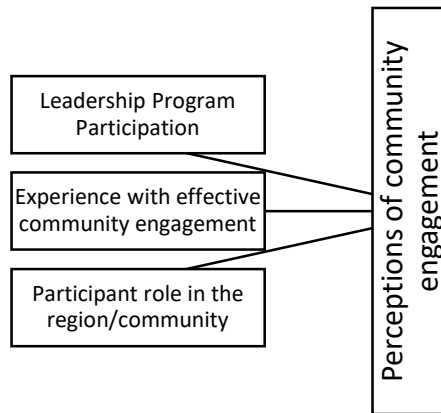 Leadership Program
Participation
Experience with effective
community engagement
Participant role in the
region/community
Perceptions of community
engagement